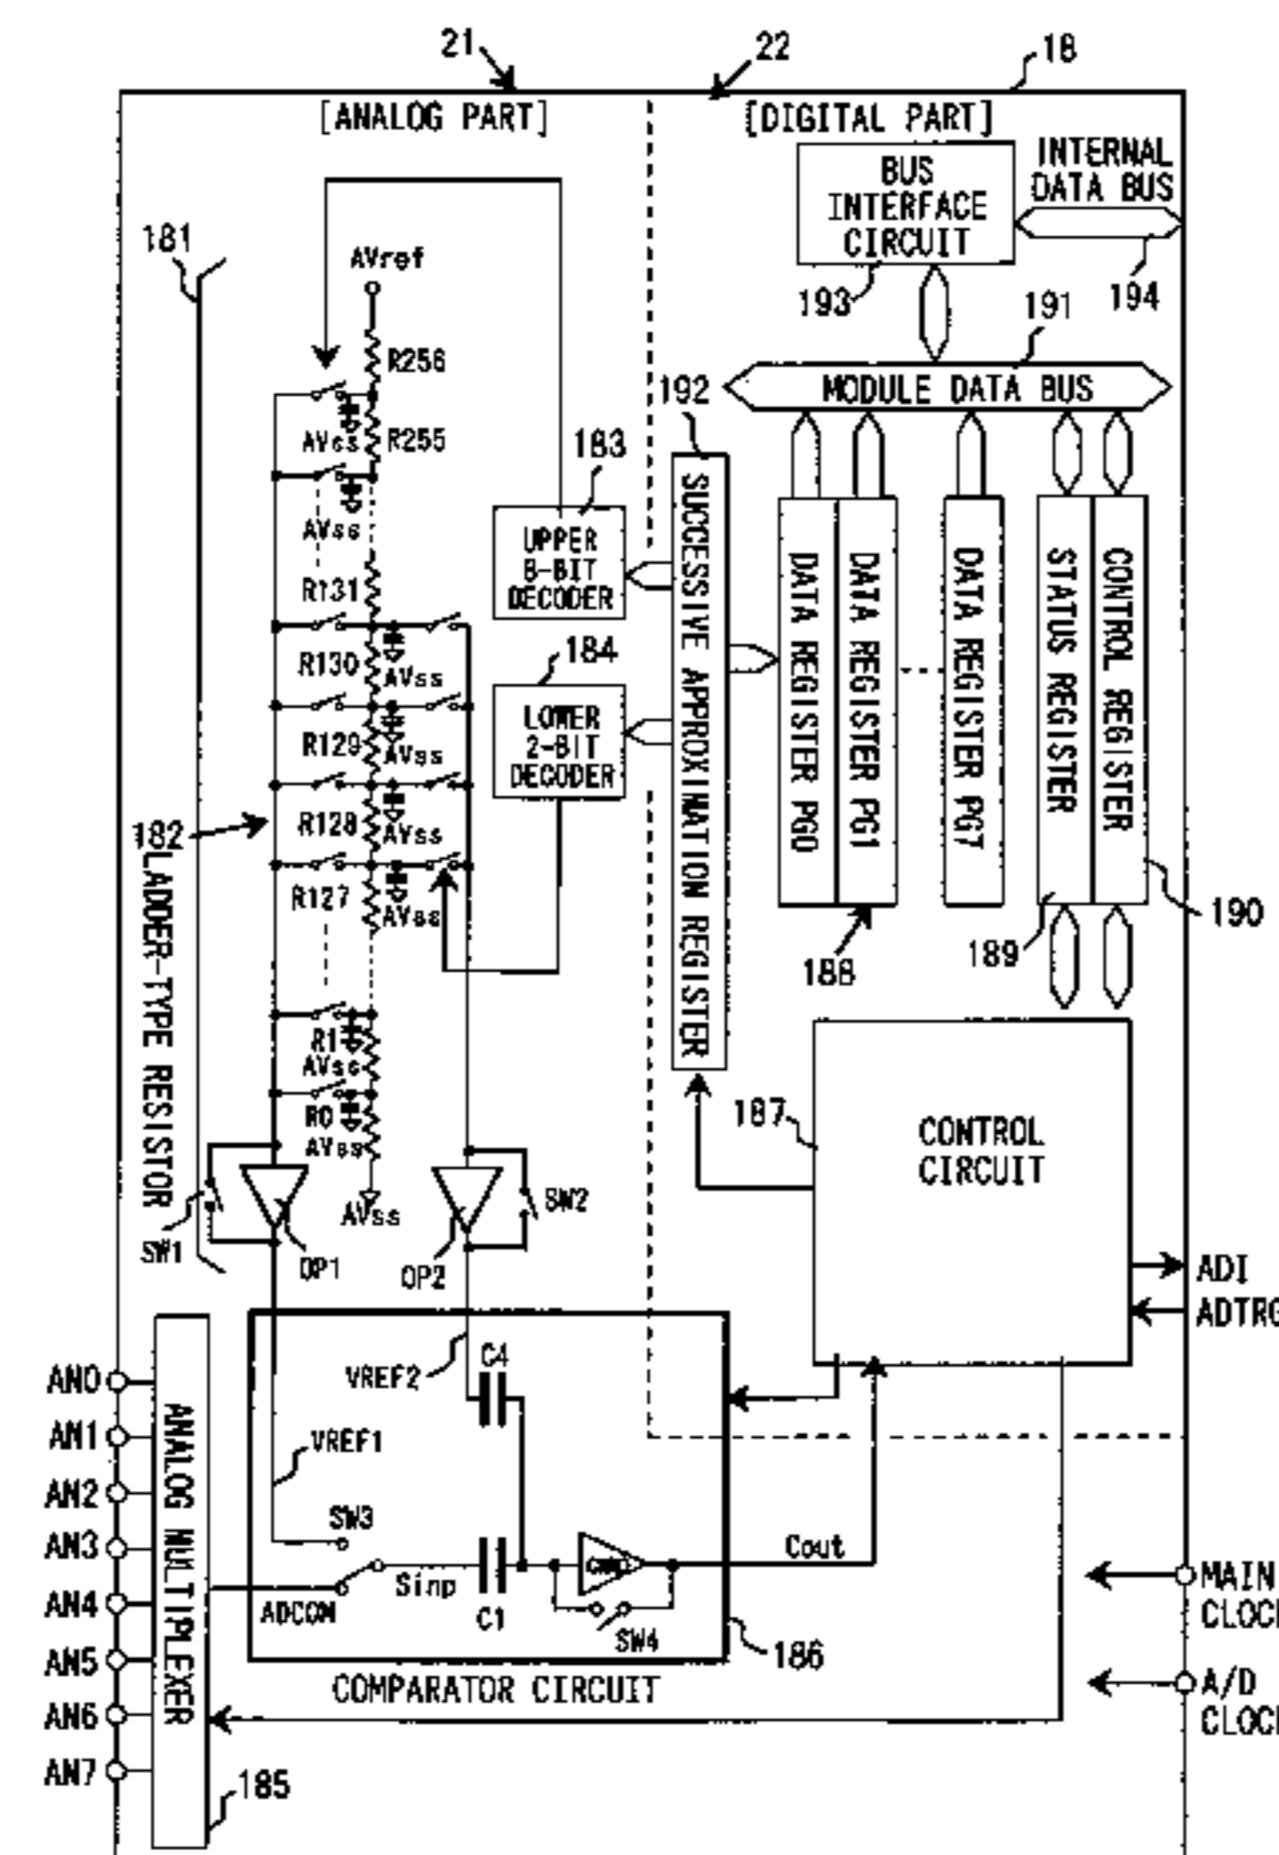 21
22
18
[ANALOG PART]
[DIGITAL PART]
BUS
INTERFACE
CIRCUIT
INTERNAL
DATA BUS
193
194
181
AVref
191
R256
192
MODULE DATA BUS
AVss
R255
183
AVss
UPPER
8-BIT
DECODER
R131
R130
AVss
184
LOWER
2-BIT
DECODER
R129
AVss
R128
AVss
182
R127
AVss
SUCCESSIVE APPROXIMATION REGISTER
DATA REGISTER PG0
DATA REGISTER PG1
DATA REGISTER PG7
STATUS REGISTER
CONTROL REGISTER
188
189
190
LADDER-TYPE RESISTOR
R1
AVss
R0
AVss
AVss
187
CONTROL
CIRCUIT
SW1
OP1
OP2
SW2
ADI
ADTRG
AN0
AN1
AN2
AN3
AN4
AN5
AN6
AN7
ANALOG MULTIPLEXER
VREF2
C4
VREF1
SW3
Sinp
ADCOM
C1
SW4
Cout
186
COMPARATOR CIRCUIT
185
MAIN
CLOCK
A/D
CLOCK